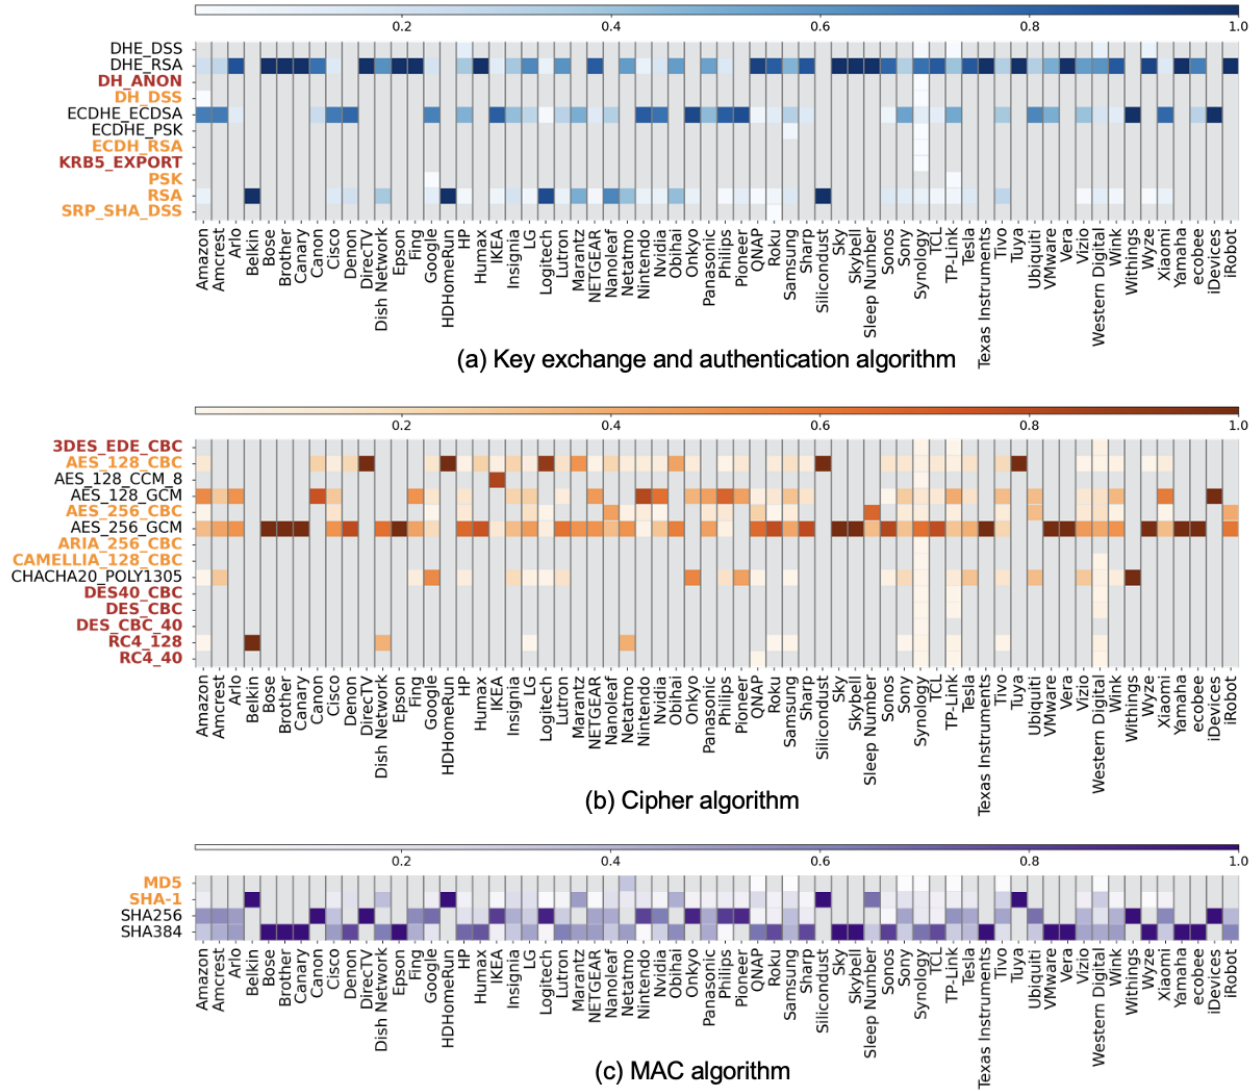 0.2 0.4 0.6 0.8 1.0
DHE_DSS
DHE_RSA
DH_ANON
DH_DSS
ECDHE_ECDSA
ECDHE_PSK
ECDH_RSA
KRB5_EXPORT
PSK
RSA
SRP_SHA_DSS
Amazon
Amcrest
Arlo
Belkin
Bose
Brother
Canary
Canon
Cisco
Denon
DirecTV
Dish Network
Epson
Fing
Google
HDHomeRun
HP
Humax
IKEA
Insignia
LG
Logitech
Lutron
Marantz
NETGEAR
Nanoleaf
Netatmo
Nintendo
Nvidia
Obihai
Onkyo
Panasonic
Philips
Pioneer
QNAP
Roku
Samsung
Sharp
Silicondust
Sky
Skybell
Sleep Number
Sonos
Sony
Synology
TCL
TP-Link
Tesla
Texas Instruments
Tivo
Tuya
Ubiquiti
VMware
Vera
Vizio
Western Digital
Wink
Withings
Wyze
Xiaomi
Yamaha
ecobee
iDevices
iRobot
(a) Key exchange and authentication algorithm
0.2 0.4 0.6 0.8 1.0
3DES_EDE_CBC
AES_128_CBC
AES_128_CCM_8
AES_128_GCM
AES_256_CBC
AES_256_GCM
ARIA_256_CBC
CAMELLIA_128_CBC
CHACHA20_POLY1305
DES40_CBC
DES_CBC
DES_CBC_40
RC4_128
RC4_40
Amazon
Amcrest
Arlo
Belkin
Bose
Brother
Canary
Canon
Cisco
Denon
DirecTV
Dish Network
Epson
Fing
Google
HDHomeRun
HP
Humax
IKEA
Insignia
LG
Logitech
Lutron
Marantz
NETGEAR
Nanoleaf
Netatmo
Nintendo
Nvidia
Obihai
Onkyo
Panasonic
Philips
Pioneer
QNAP
Roku
Samsung
Sharp
Silicondust
Sky
Skybell
Sleep Number
Sonos
Sony
Synology
TCL
TP-Link
Tesla
Texas Instruments
Tivo
Tuya
Ubiquiti
VMware
Vera
Vizio
Western Digital
Wink
Withings
Wyze
Xiaomi
Yamaha
ecobee
iDevices
iRobot
(b) Cipher algorithm
0.2 0.4 0.6 0.8 1.0
MD5
SHA-1
SHA256
SHA384
Amazon
Amcrest
Arlo
Belkin
Bose
Brother
Canary
Canon
Cisco
Denon
DirecTV
Dish Network
Epson
Fing
Google
HDHomeRun
HP
Humax
IKEA
Insignia
LG
Logitech
Lutron
Marantz
NETGEAR
Nanoleaf
Netatmo
Nintendo
Nvidia
Obihai
Onkyo
Panasonic
Philips
Pioneer
QNAP
Roku
Samsung
Sharp
Silicondust
Sky
Skybell
Sleep Number
Sonos
Sony
Synology
TCL
TP-Link
Tesla
Texas Instruments
Tivo
Tuya
Ubiquiti
VMware
Vera
Vizio
Western Digital
Wink
Withings
Wyze
Xiaomi
Yamaha
ecobee
iDevices
iRobot
(c) MAC algorithm